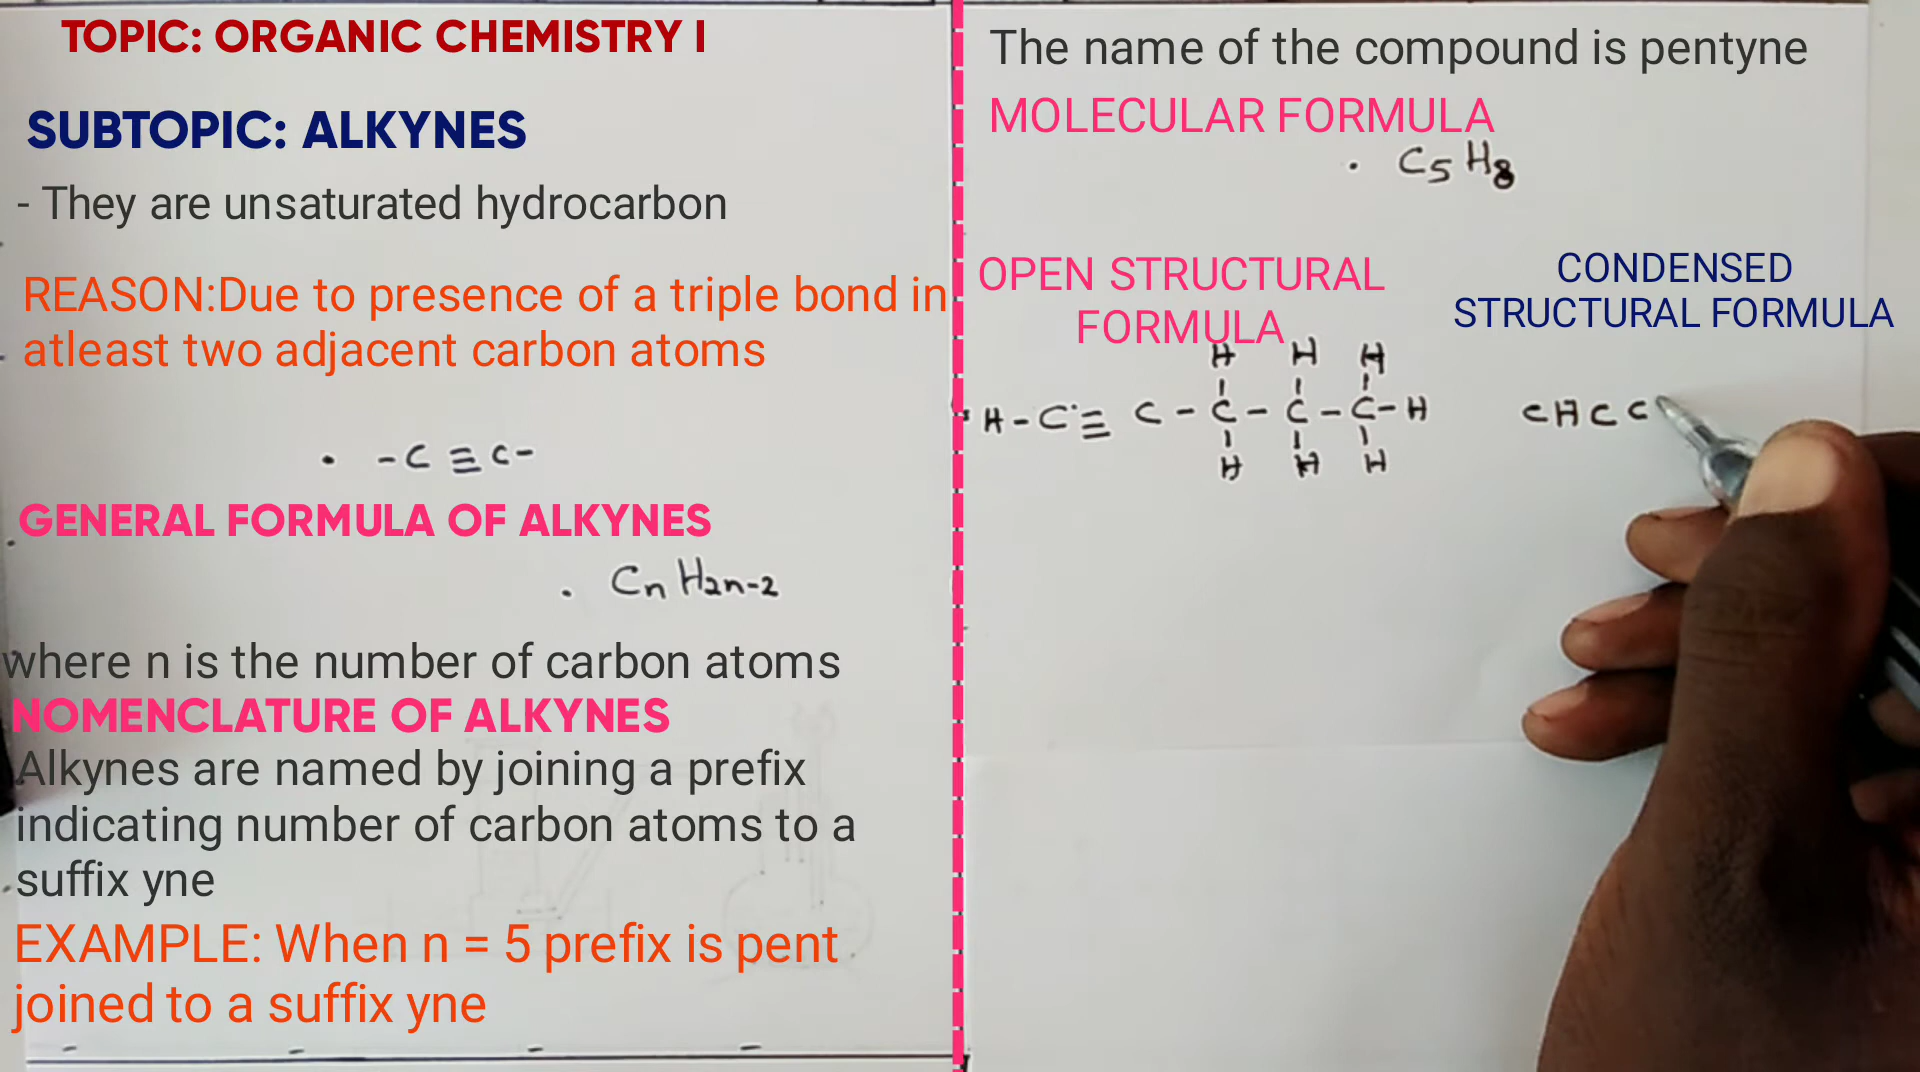 TOPIC: ORGANIC CHEMISTRY I
SUBTOPIC: ALKYNES
- They are unsaturated hydrocarbon
REASON:Due to presence of a triple bond in
atleast two adjacent carbon atoms
. -C≡C-
GENERAL FORMULA OF ALKYNES
. CnH2n-2
where n is the number of carbon atoms
NOMENCLATURE OF ALKYNES
Alkynes are named by joining a prefix
indicating number of carbon atoms to a
suffix yne
EXAMPLE: When n = 5 prefix is pent
joined to a suffix yne
The name of the compound is pentyne
MOLECULAR FORMULA
. C5H8
OPEN STRUCTURAL
FORMULA
H H H
H-C≡C-C-C-C-H
H H H
CONDENSED
STRUCTURAL FORMULA
CHCC